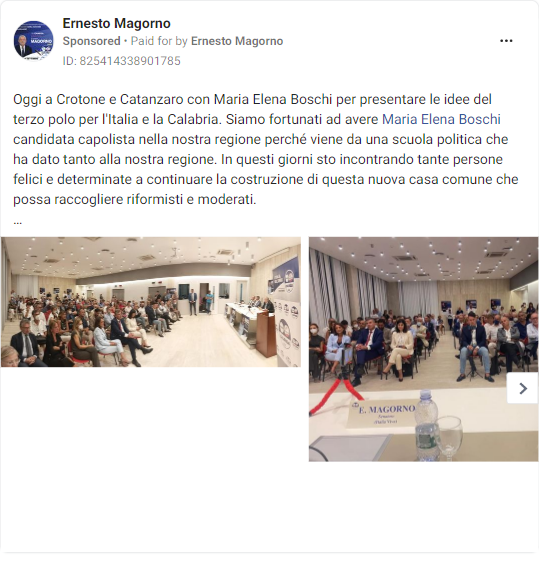 Ernesto Magorno
Sponsored • Paid for by Ernesto Magorno
ID: 825414338901785
Oggi a Crotone e Catanzaro con Maria Elena Boschi per presentare le idee del
terzo polo per l'Italia e la Calabria. Siamo fortunati ad avere Maria Elena Boschi
candidata capolista nella nostra regione perché viene da una scuola politica che
ha dato tanto alla nostra regione. In questi giorni sto incontrando tante persone
felici e determinate a continuare la costruzione di questa nuova casa comune che
possa raccogliere riformisti e moderati.
...
E. MAGORNO